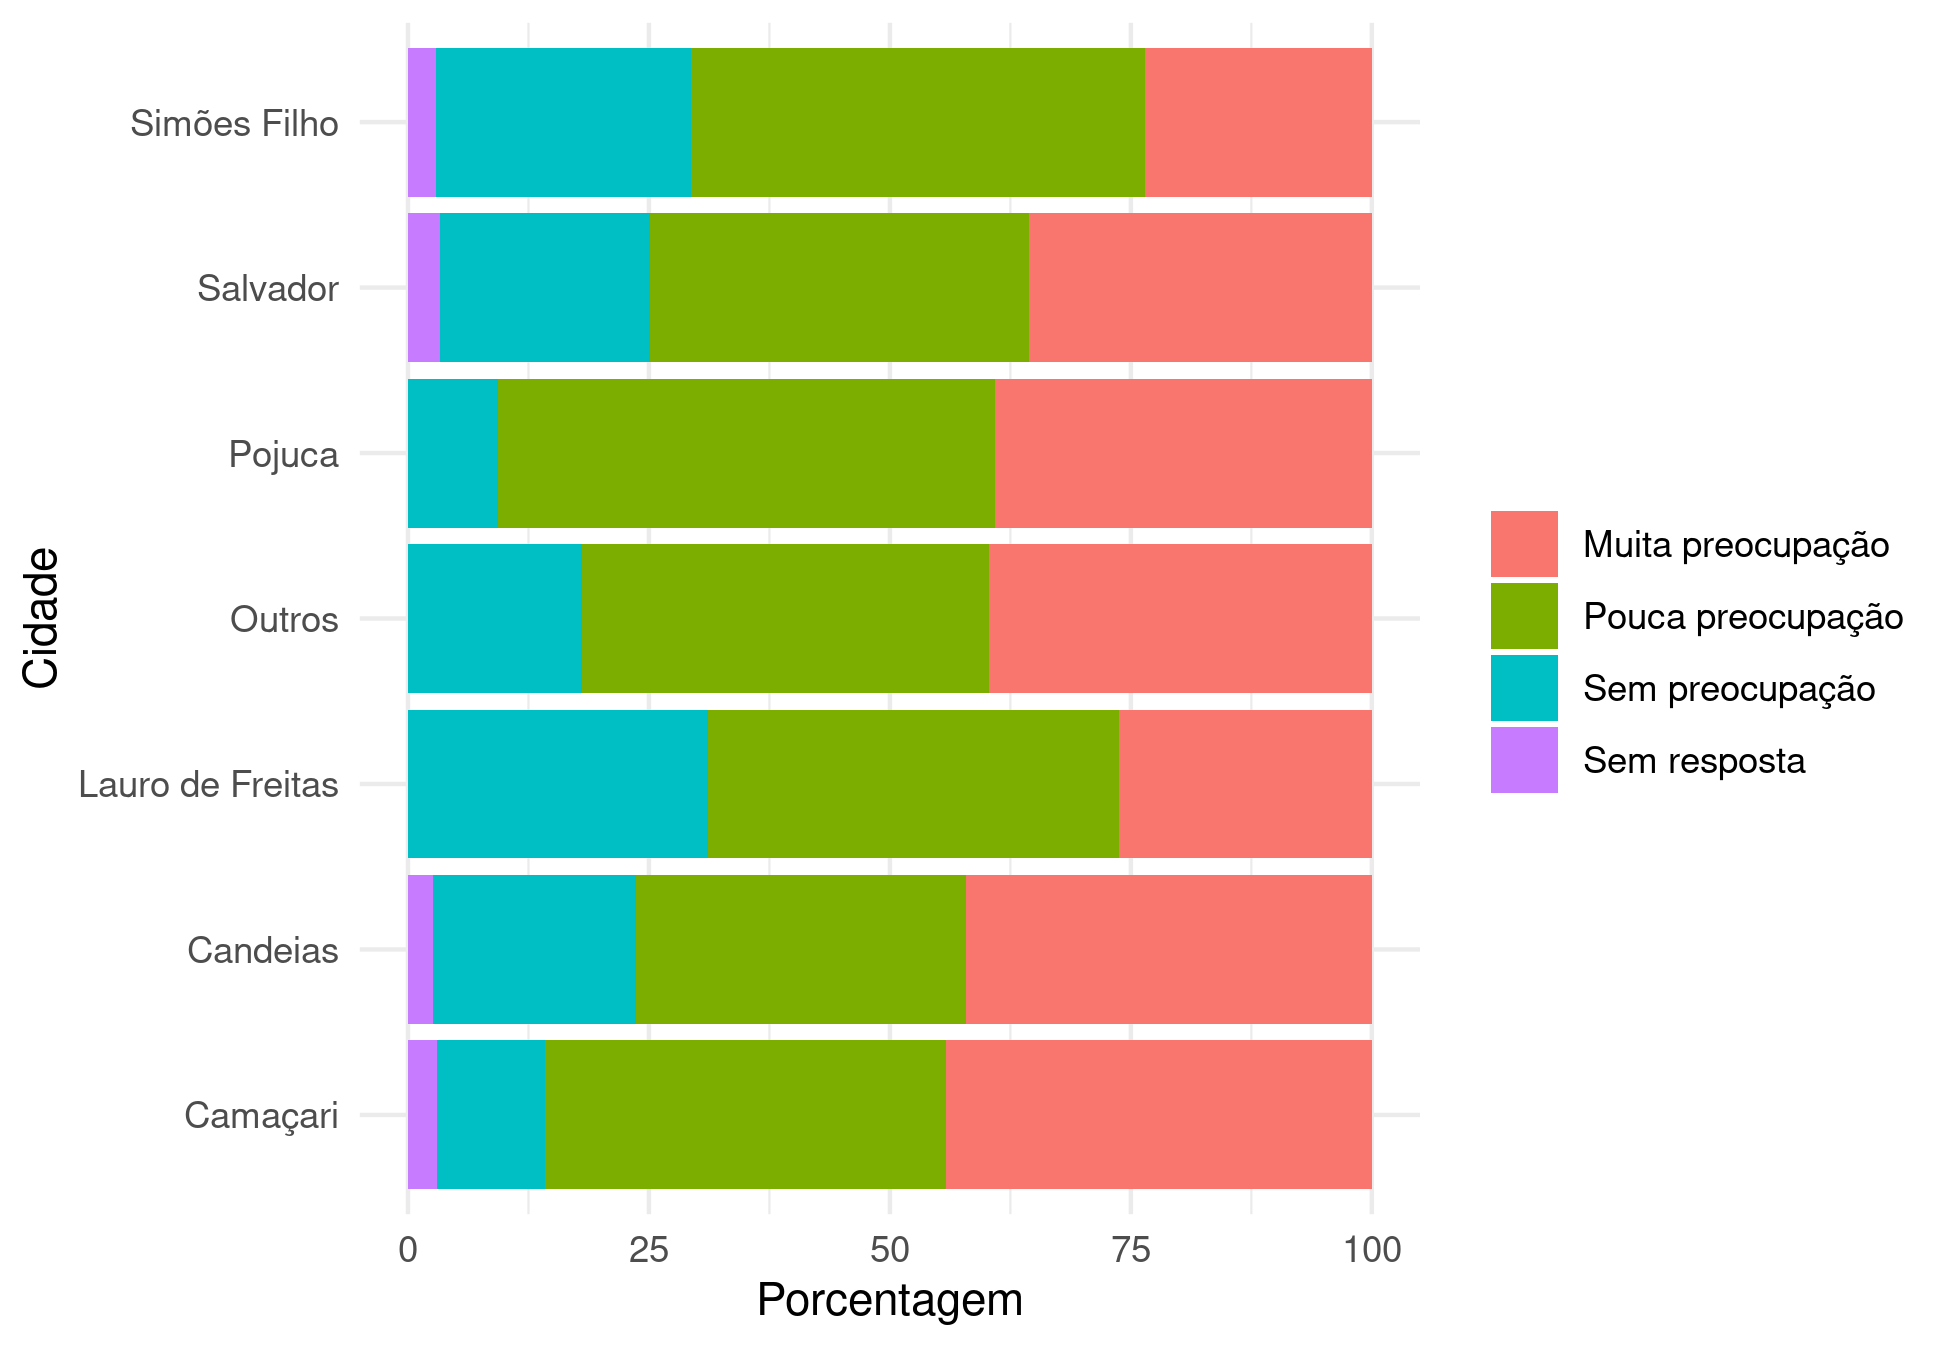 Simões Filho
Salvador
Pojuca
Outros
Lauro de Freitas
Candeias
Camaçari
Cidade
0 25 50 75 100
Porcentagem
Muita preocupação
Pouca preocupação
Sem preocupação
Sem resposta